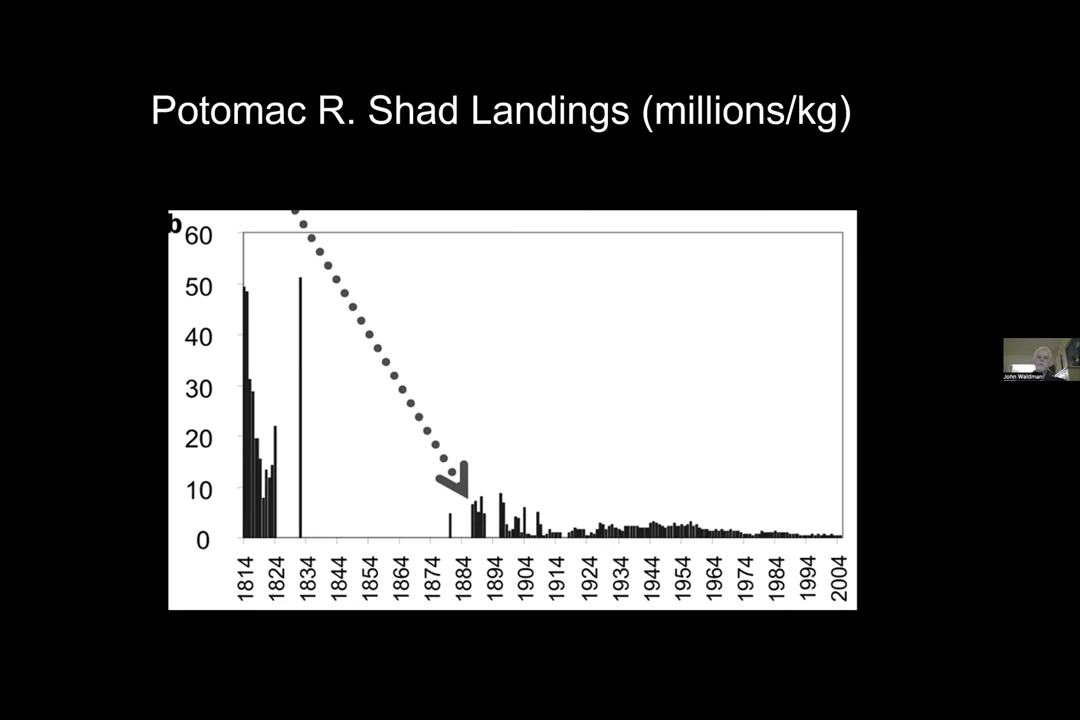 Potomac R. Shad Landings (millions/kg)
b
60
50
40
30
20
10
0
1814 1824 1834 1844 1854 1864 1874 1884 1894 1904 1914 1924 1934 1944 1954 1964 1974 1984 1994 2004
John Waldman